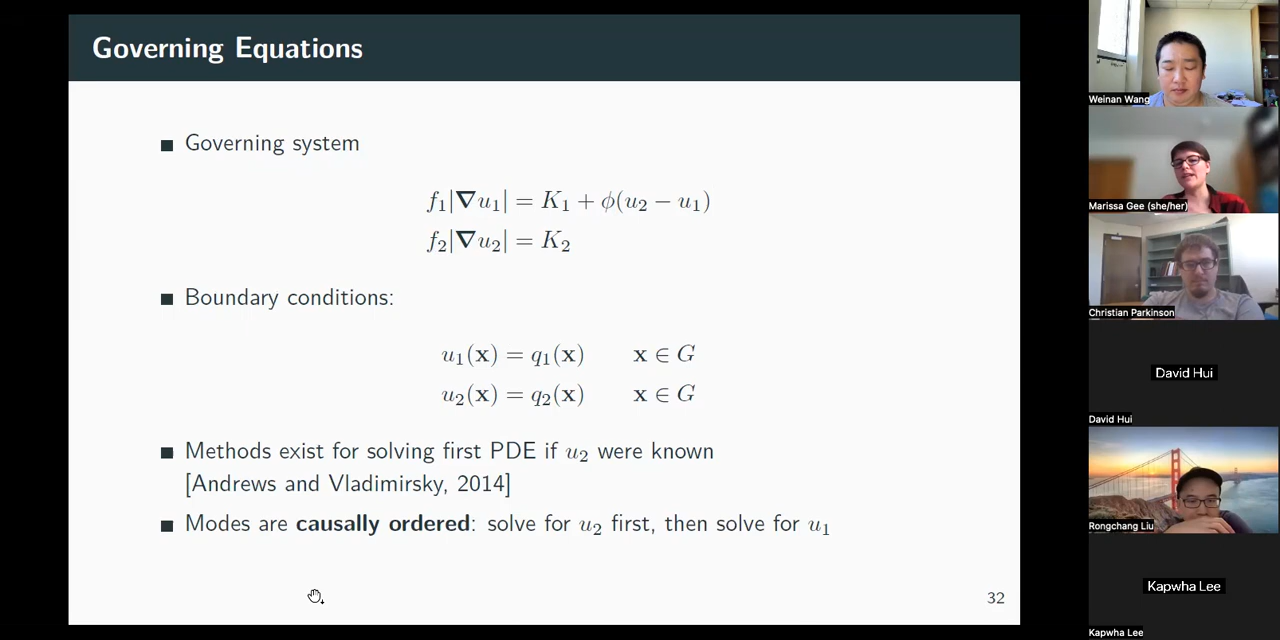 Governing Equations
■ Governing system
f₁|∇u₁| = K₁ + ϕ(u₂ − u₁)
f₂|∇u₂| = K₂
■ Boundary conditions:
u₁(x) = q₁(x) x ∈ G
u₂(x) = q₂(x) x ∈ G
■ Methods exist for solving first PDE if u₂ were known
[Andrews and Vladimirsky, 2014]
■ Modes are causally ordered: solve for u₂ first, then solve for u₁
32
Weinan Wang
Marissa Gee (she/her)
Christian Parkinson
David Hui
David Hui
Rongchang Liu
Kapwha Lee
Kapwha Lee